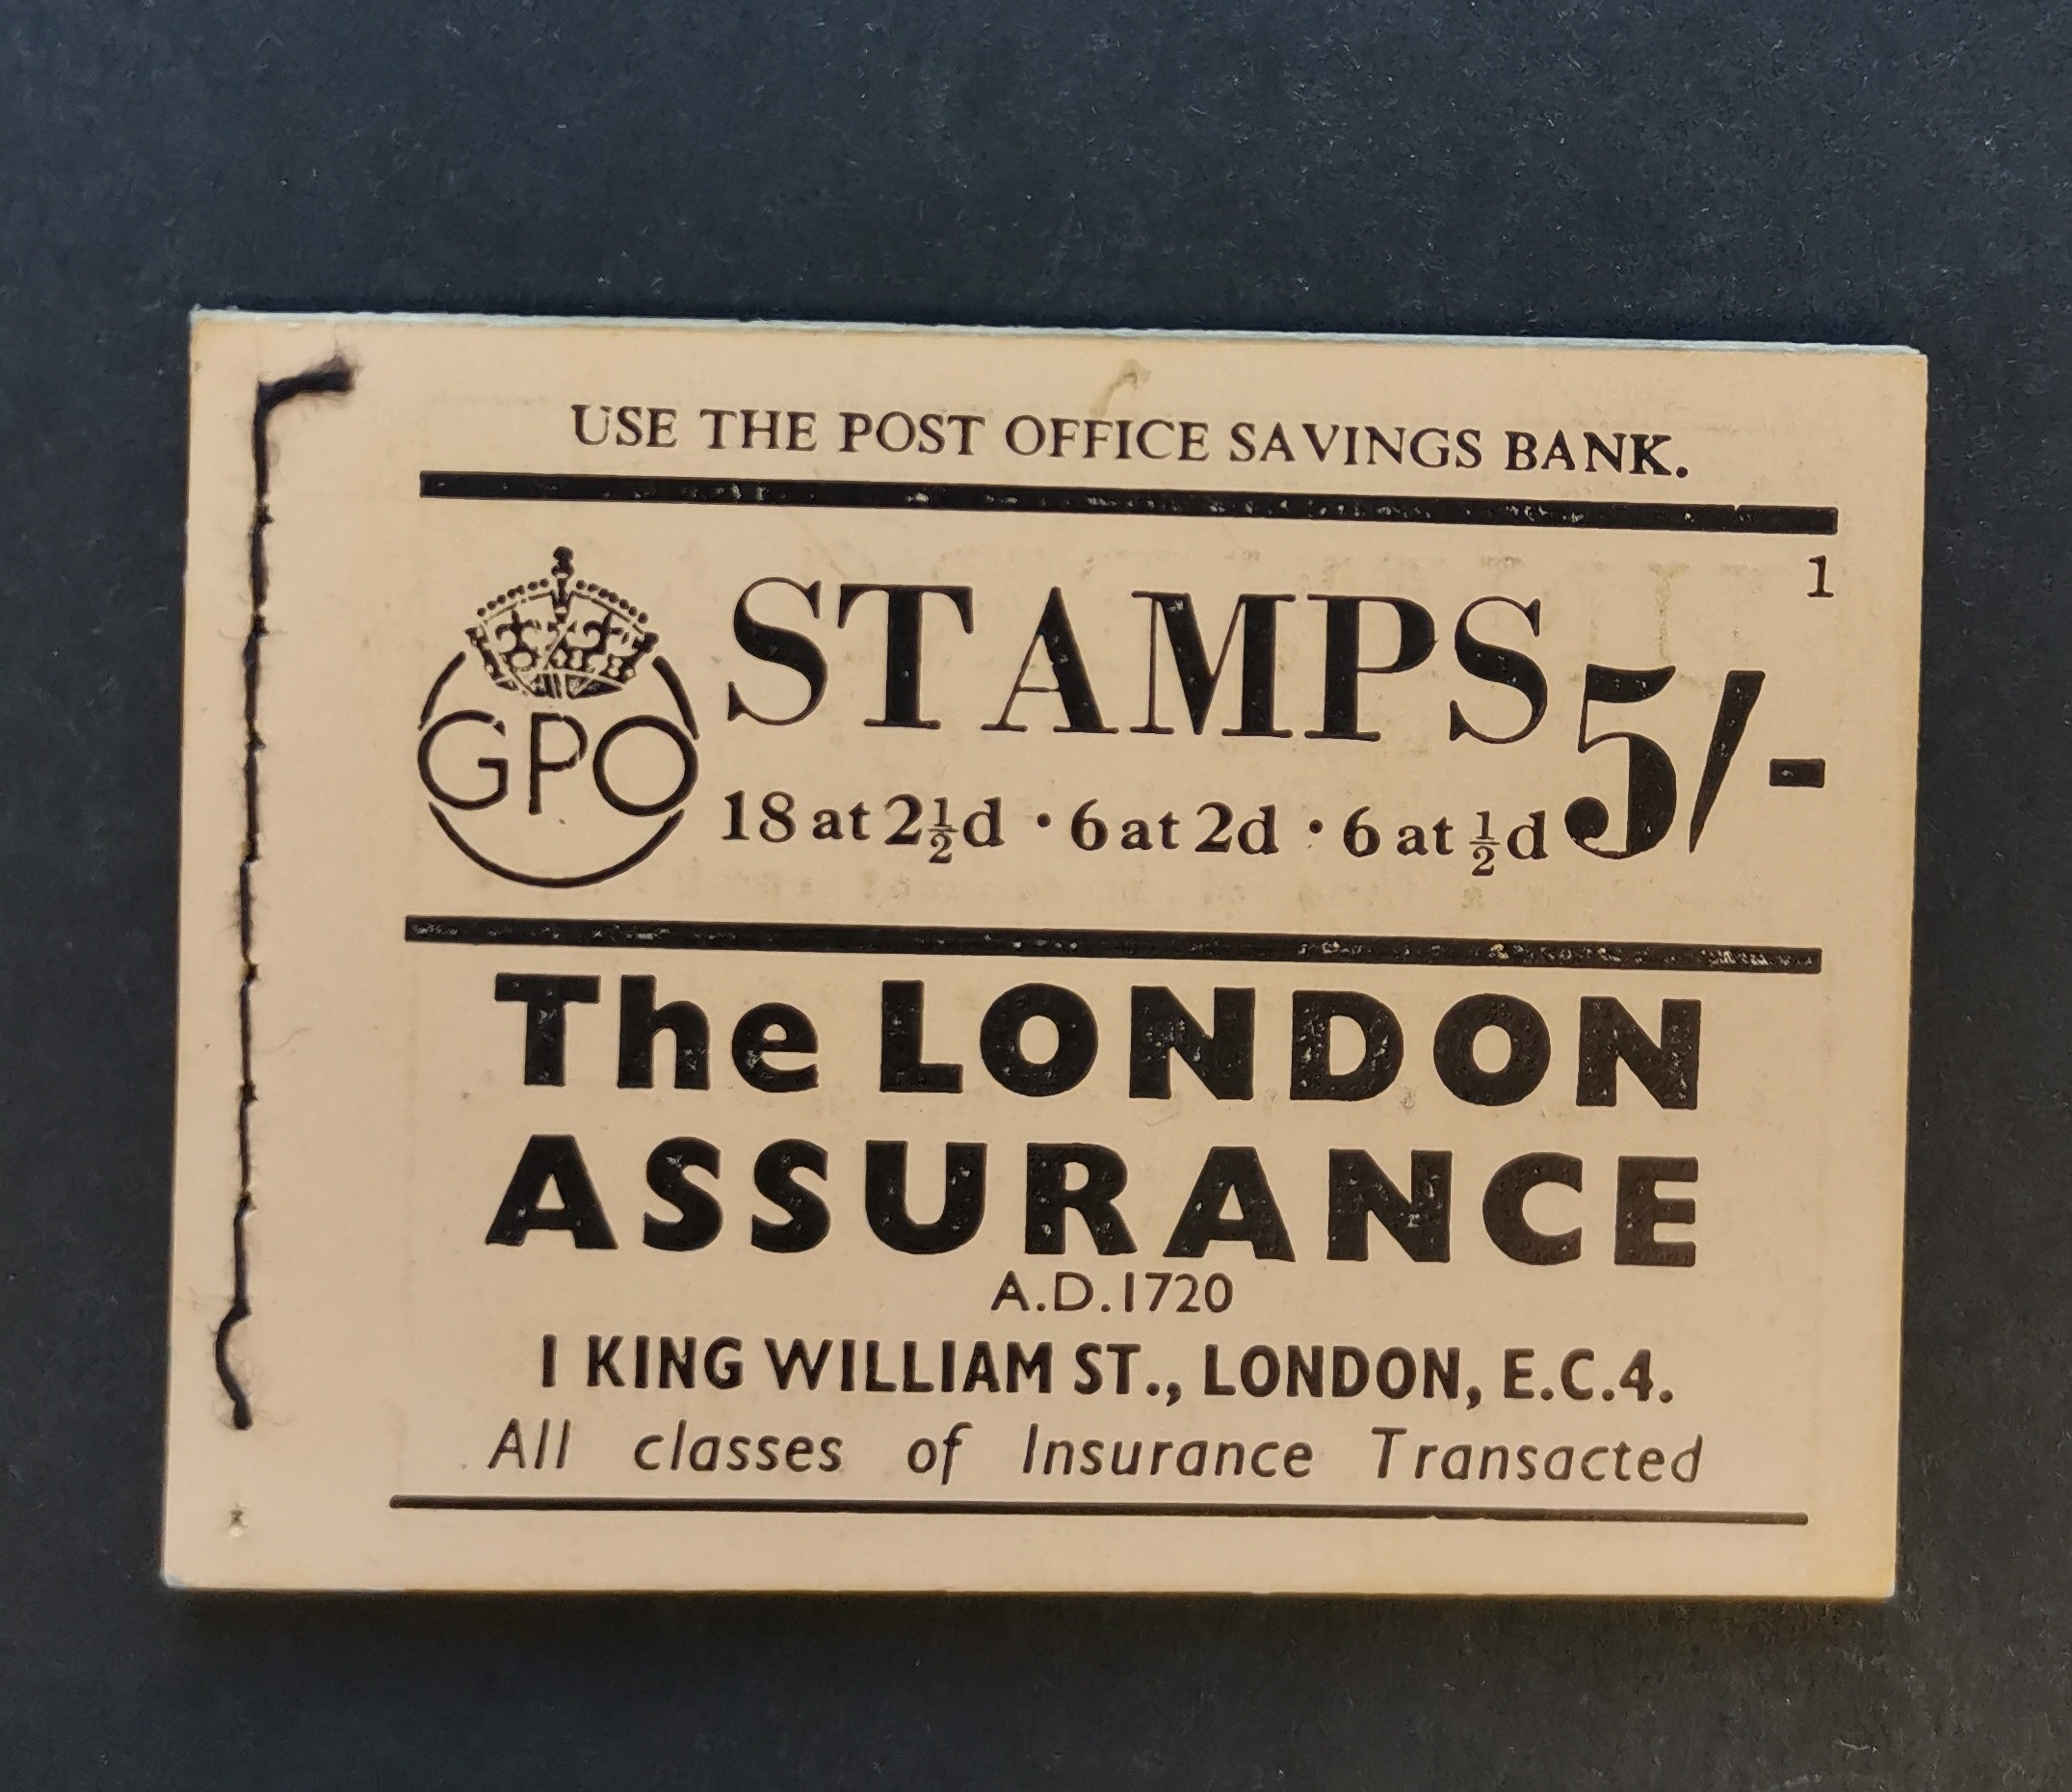 USE THE POST OFFICE SAVINGS BANK.
1
GPO
STAMPS 5/-
18 at 2½d · 6 at 2d · 6 at ½d
The LONDON
ASSURANCE
A.D. 1720
1 KING WILLIAM ST., LONDON, E.C.4.
All classes of Insurance Transacted